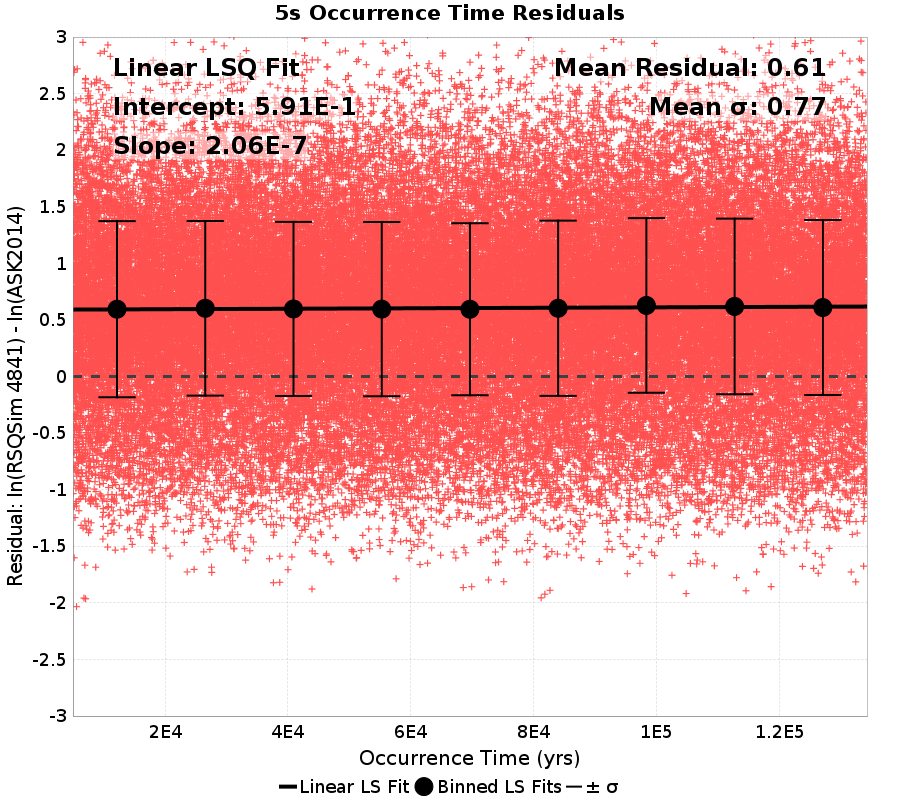 5s Occurrence Time Residuals
Linear LSQ Fit
Intercept: 5.91E-1
Slope: 2.06E-7
Mean Residual: 0.61
Mean σ: 0.77
Residual: ln(RSQSim 4841) - ln(ASK2014)
3
2.5
2
1.5
1
0.5
0
-0.5
-1
-1.5
-2
-2.5
-3
2E4
4E4
6E4
8E4
1E5
1.2E5
Occurrence Time (yrs)
Linear LS Fit
Binned LS Fits
± σ